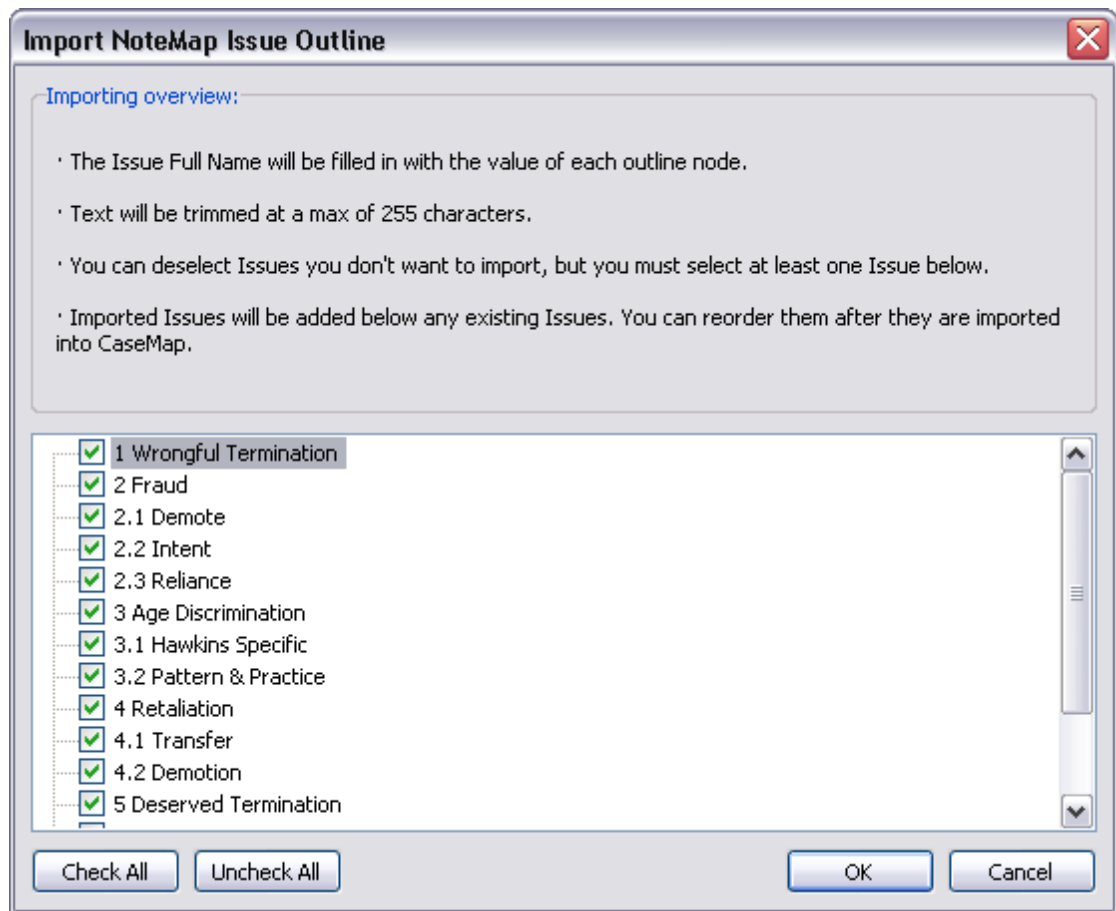 Import NoteMap Issue Outline
Importing overview:
· The Issue Full Name will be filled in with the value of each outline node.
· Text will be trimmed at a max of 255 characters.
· You can deselect Issues you don't want to import, but you must select at least one Issue below.
· Imported Issues will be added below any existing Issues. You can reorder them after they are imported
into CaseMap.
1 Wrongful Termination
2 Fraud
2.1 Demote
2.2 Intent
2.3 Reliance
3 Age Discrimination
3.1 Hawkins Specific
3.2 Pattern & Practice
4 Retaliation
4.1 Transfer
4.2 Demotion
5 Deserved Termination
Check All
Uncheck All
OK
Cancel